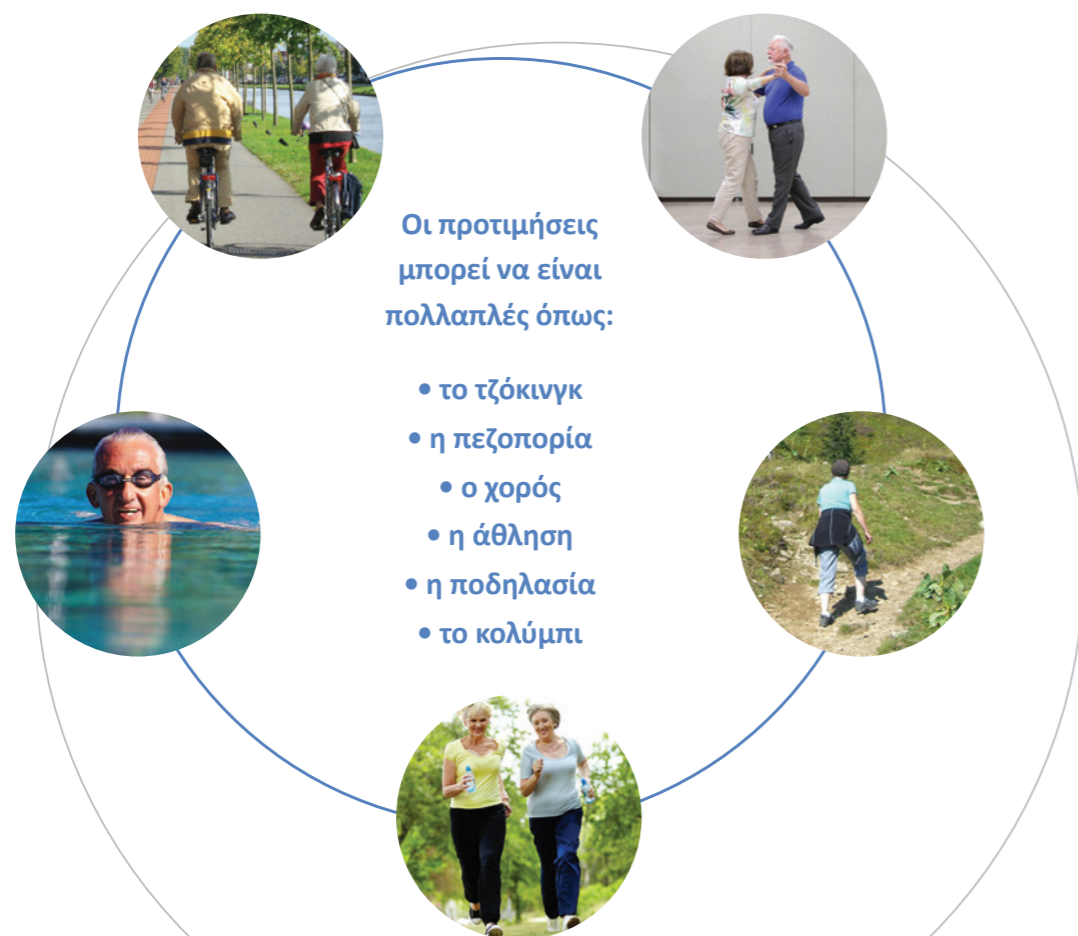 Οι προτιμήσεις
μπορεί να είναι
πολλαπλές όπως:
• το τζόκινγκ
• η πεζοπορία
• ο χορός
• η άθληση
• η ποδηλασία
• το κολύμπι